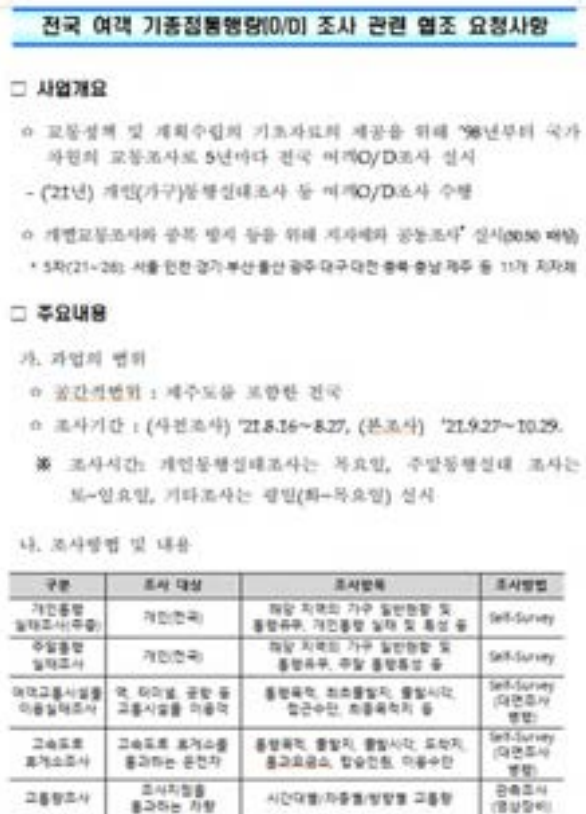 전국 여객 기종점통행량(O/D) 조사 관련 협조 요청사항
□ 사업개요
ㅇ 교통정책 및 계획수립의 기초자료의 제공을 위해 '98년부터 국가
차원의 교통조사로 5년마다 전국 여객O/D조사 실시
- ('21년) 개인(가구)통행실태조사 등 여객O/D조사 수행
ㅇ 개별교통조사와 중복 방지 등을 위해 지자체와 공동조사* 실시(50:50 매칭)
* 5차(21~26): 서울·인천·경기·부산·울산·광주·대구·대전·충북·충남·제주 등 11개 지자체
□ 주요내용
가. 과업의 범위
ㅇ 공간적범위 : 제주도를 포함한 전국
ㅇ 조사기간 : (사전조사) '21.8.16~8.27, (본조사) '21.9.27~10.29.
※ 조사시간: 개인통행실태조사는 목요일, 주말통행실태 조사는
토~일요일, 기타조사는 평일(화~목요일) 실시
나. 조사방법 및 내용
구분 조사 대상 조사항목 조사방법
개인통행 실태조사(주중) 개인(전국) 해당 지역의 가구 일반현황 및 통행유무, 개인통행 실태 및 특성 등 Self-Survey
주말통행 실태조사 개인(전국) 해당 지역의 가구 일반현황 및 통행유무, 주말 통행특성 등 Self-Survey
여객교통시설물 이용실태조사 역, 터미널, 공항 등 교통시설물 이용객 통행목적, 최초출발지, 출발시각, 접근수단, 최종목적지 등 Self-Survey (대면조사 병행)
고속도로 휴게소조사 고속도로 휴게소를 통과하는 운전자 통행목적, 출발지, 출발시각, 도착지, 통과요금소, 탑승인원, 이용수단 Self-Survey (대면조사 병행)
교통량조사 조사지점을 통과하는 차량 시간대별/차종별/방향별 교통량 관측조사 (영상장비)